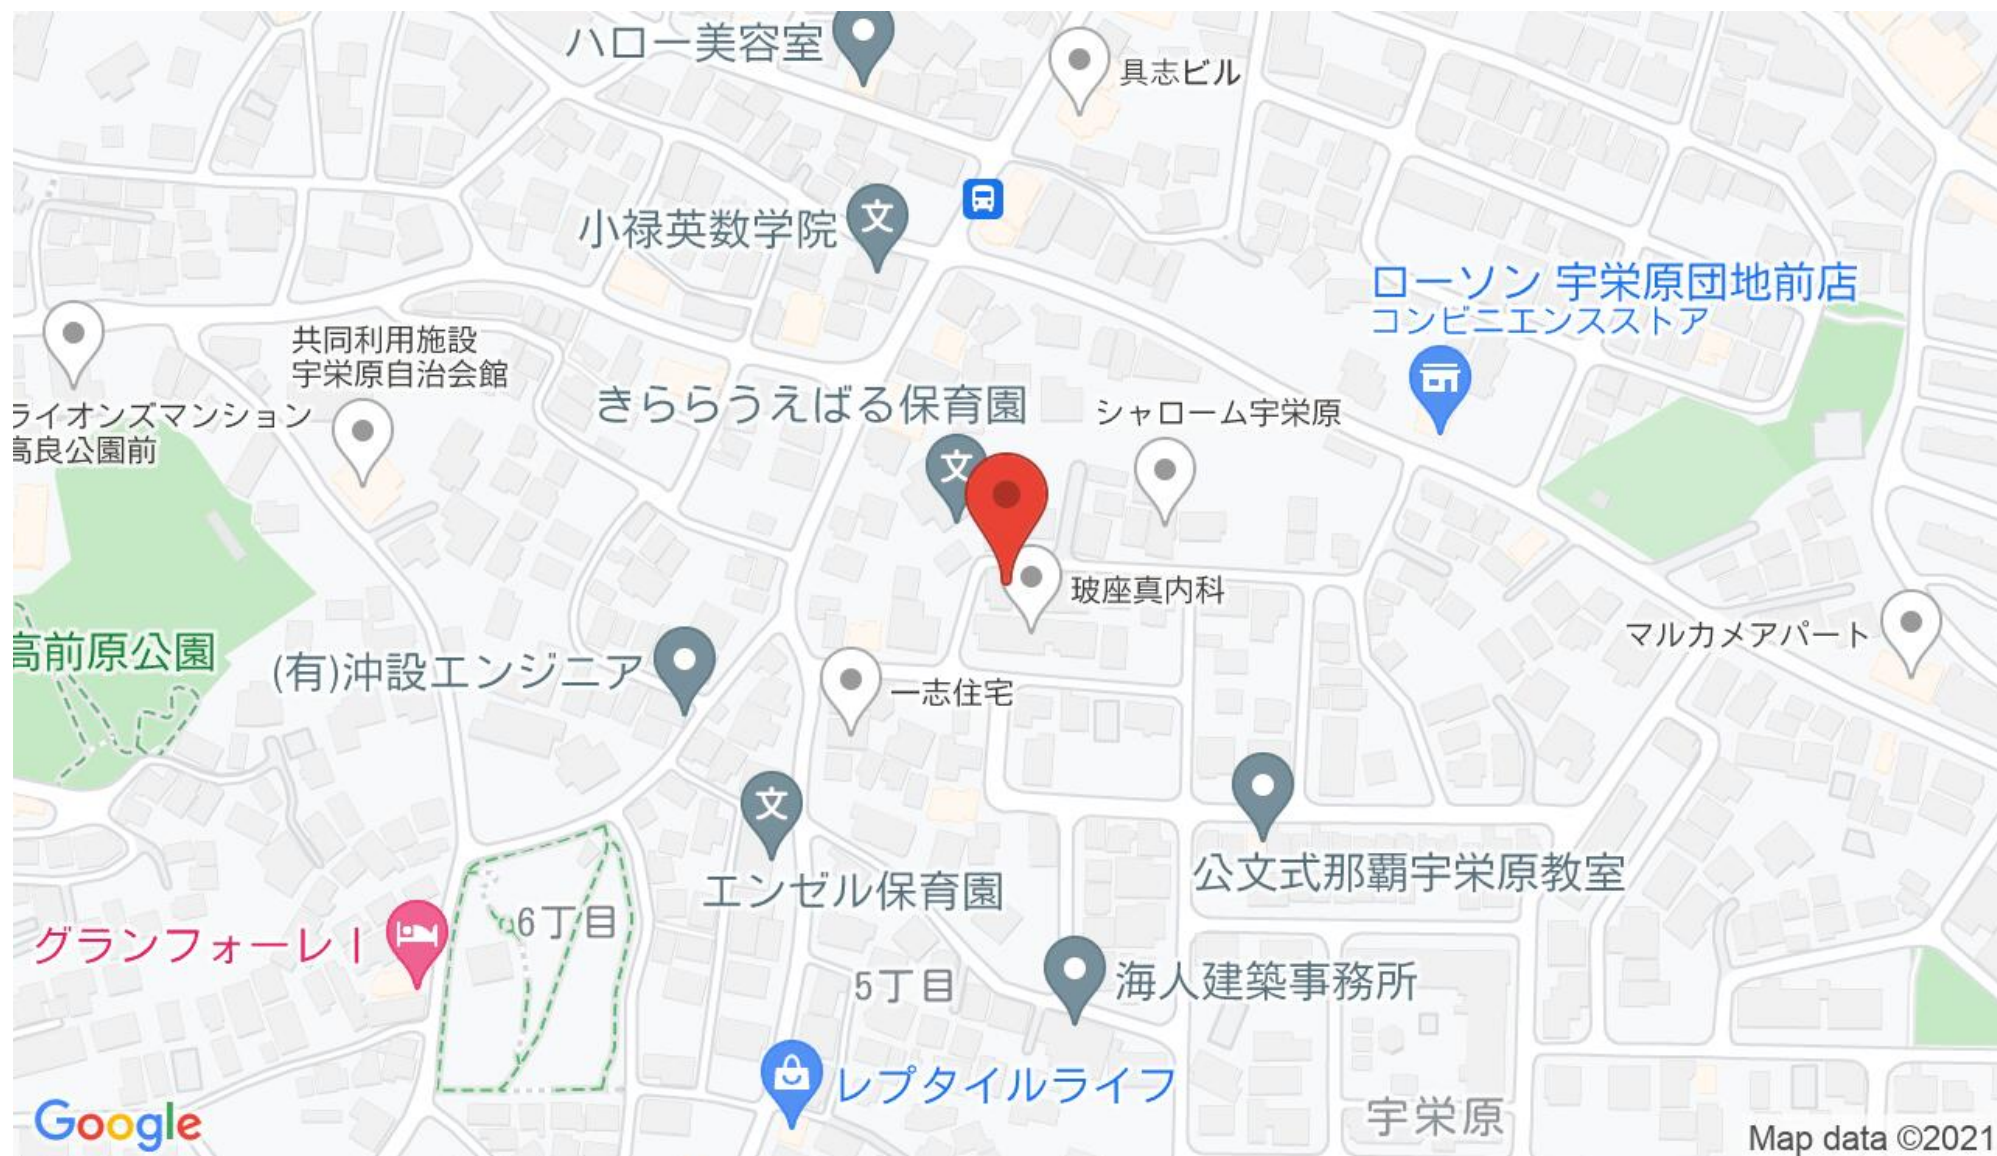 ハロー美容室
具志ビル
小禄英数学院
ローソン 宇栄原団地前店
コンビニエンスストア
共同利用施設
宇栄原自治会館
きららうえばる保育園
シャローム宇栄原
ライオンズマンション
高良公園前
玻座真内科
高前原公園
(有)沖設エンジニア
マルカメアパート
一志住宅
エンゼル保育園
公文式那覇宇栄原教室
グランフォーレⅠ
6丁目
5丁目
海人建築事務所
レプタイルライフ
宇栄原
Google
Map data ©2021